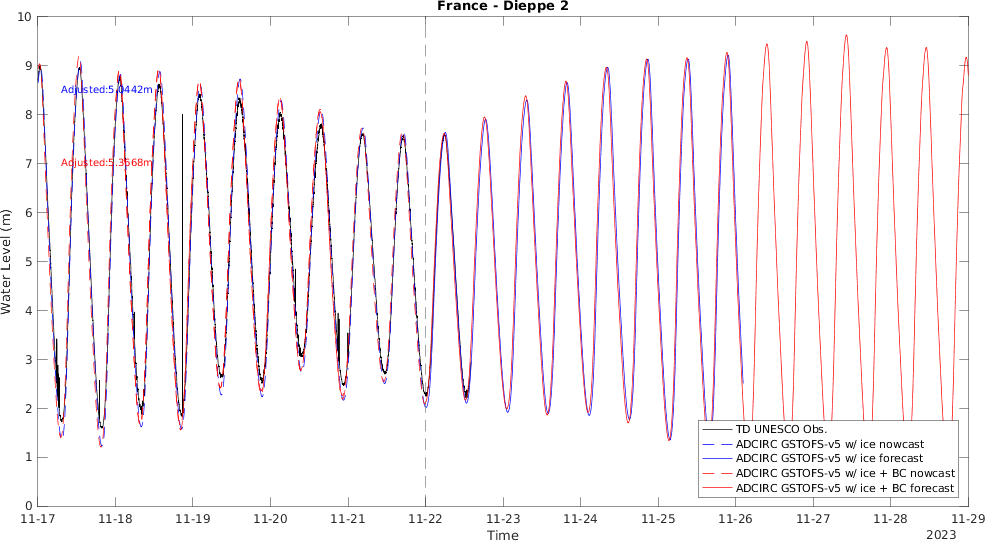 France - Dieppe 2
10
9
8
7
6
5
4
3
2
1
0
Water Level (m)
Adjusted:5.0442m
Adjusted:5.3568m
TD UNESCO Obs.
ADCIRC GSTOFS-v5 w/ ice nowcast
ADCIRC GSTOFS-v5 w/ ice forecast
ADCIRC GSTOFS-v5 w/ ice + BC nowcast
ADCIRC GSTOFS-v5 w/ ice + BC forecast
11-17 11-18 11-19 11-20 11-21 11-22 11-23 11-24 11-25 11-26 11-27 11-28 11-29
Time
2023